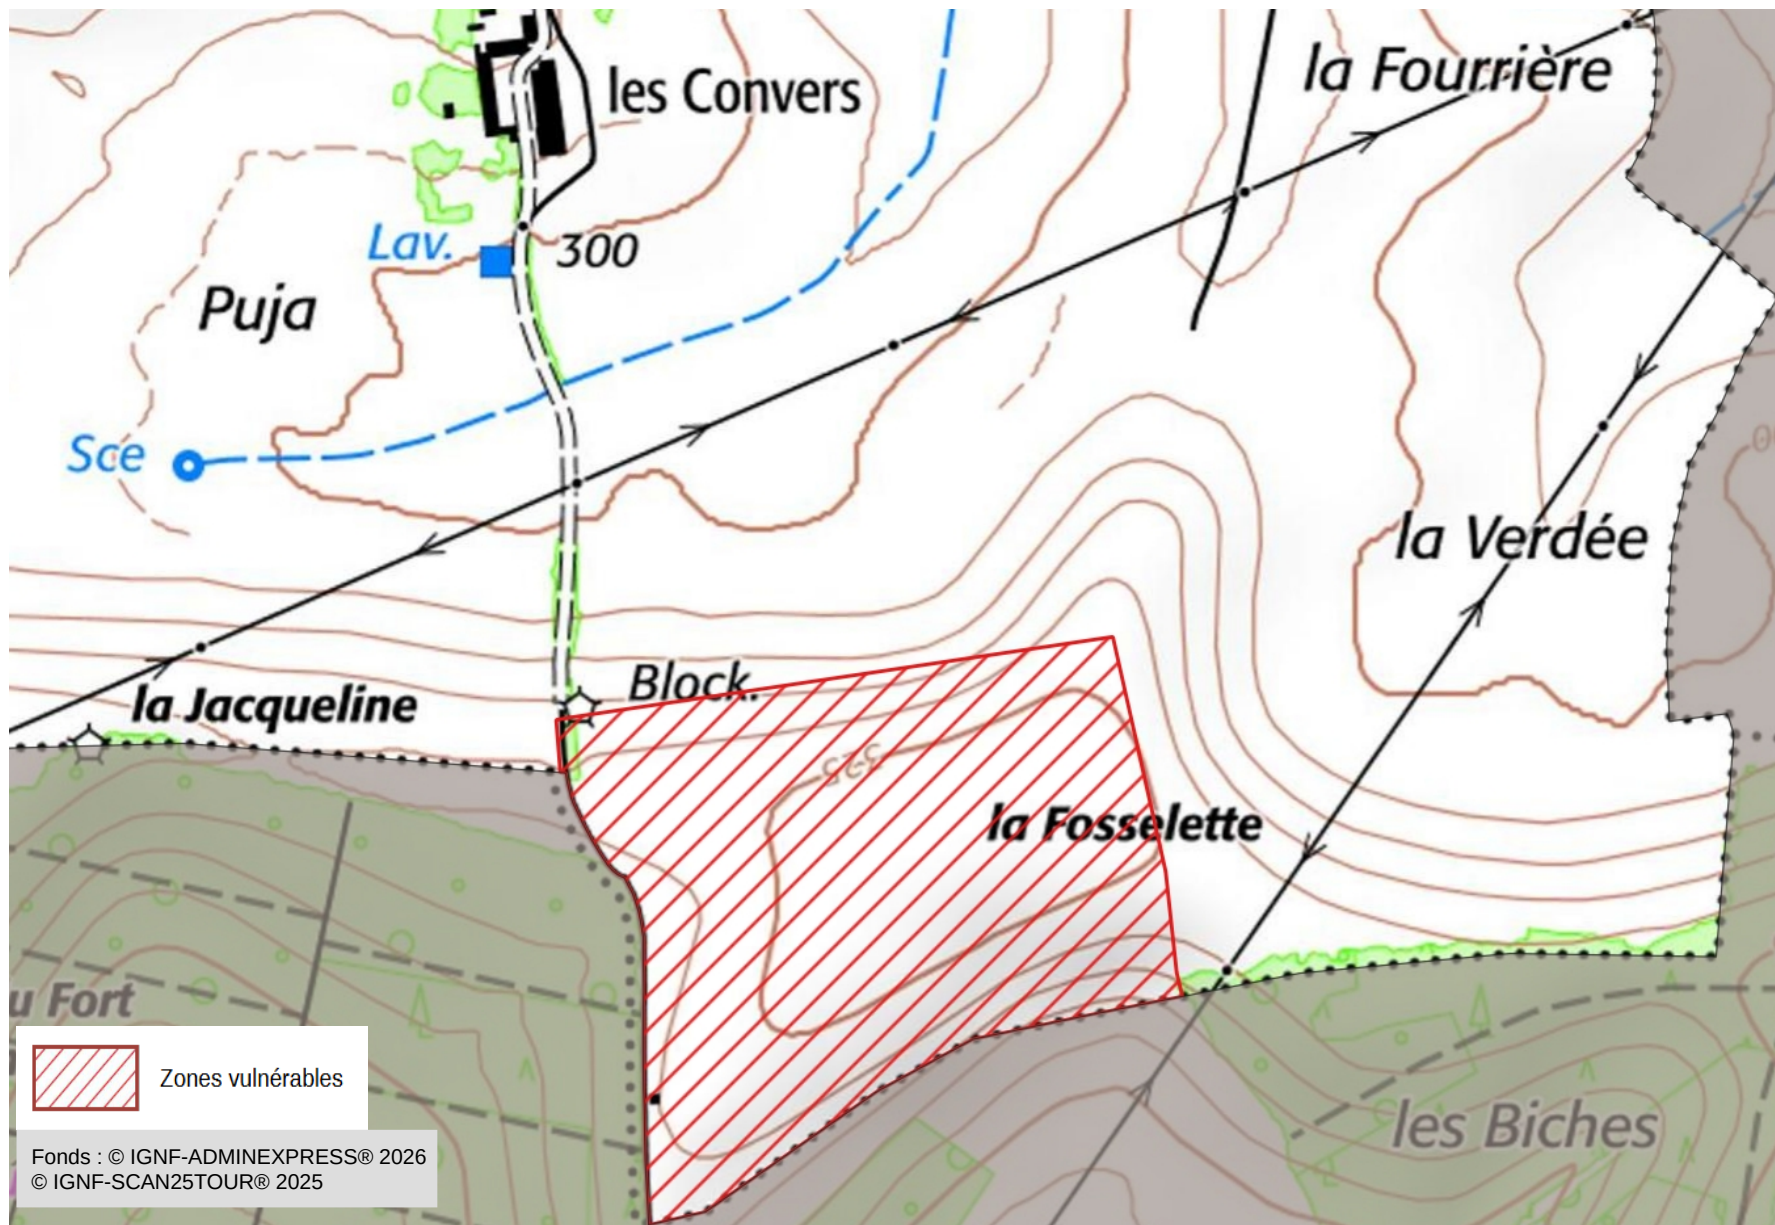 la Fourrière
les Convers
Lav.
300
Puja
Sce
la Verdée
Block.
la Jacqueline
525
la Fosselette
u Fort
Zones vulnérables
les Biches
Fonds : © IGNF-ADMINEXPRESS® 2026
© IGNF-SCAN25TOUR® 2025